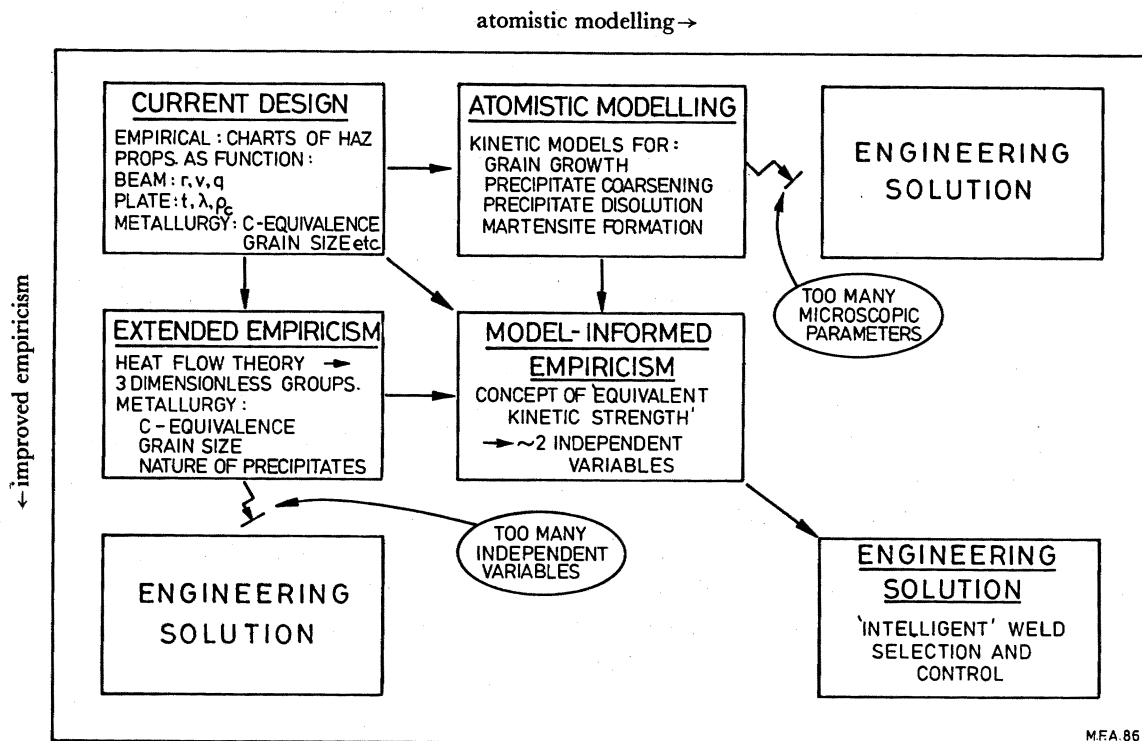 atomistic modelling→
←improved empiricism
CURRENT DESIGN
EMPIRICAL : CHARTS OF HAZ
PROPS. AS FUNCTION :
BEAM : r, v, q
PLATE : t, λ, ρc
METALLURGY : C-EQUIVALENCE
GRAIN SIZE etc.
ATOMISTIC MODELLING
KINETIC MODELS FOR :
GRAIN GROWTH
PRECIPITATE COARSENING
PRECIPITATE DISOLUTION
MARTENSITE FORMATION
ENGINEERING
SOLUTION
TOO MANY
MICROSCOPIC
PARAMETERS
EXTENDED EMPIRICISM
HEAT FLOW THEORY →
3 DIMENSIONLESS GROUPS.
METALLURGY :
C-EQUIVALENCE
GRAIN SIZE
NATURE OF PRECIPITATES
MODEL-INFORMED
EMPIRICISM
CONCEPT OF 'EQUIVALENT
KINETIC STRENGTH'
→ ~2 INDEPENDENT
VARIABLES
TOO MANY
INDEPENDENT
VARIABLES
ENGINEERING
SOLUTION
ENGINEERING
SOLUTION
'INTELLIGENT' WELD
SELECTION AND
CONTROL
M.F.A. 86